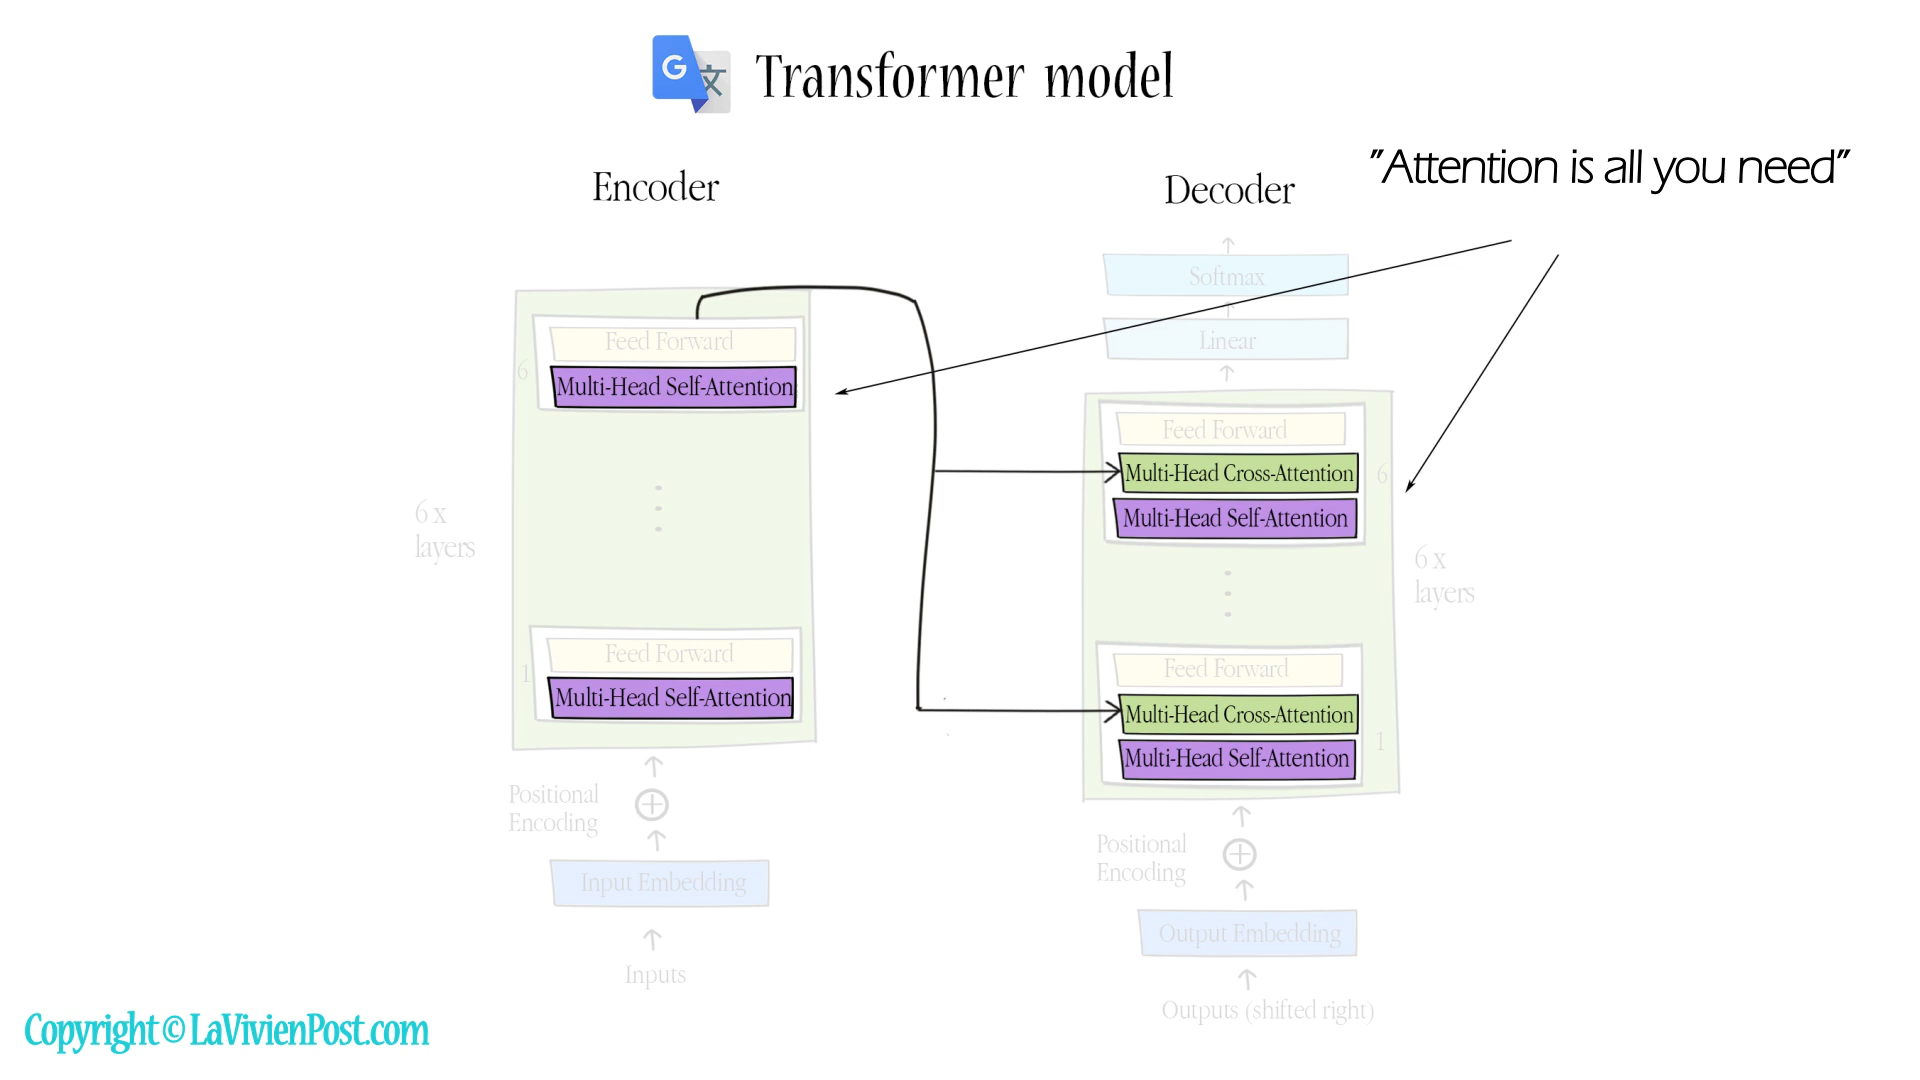 G 文 Transformer model
"Attention is all you need"
Encoder
Decoder
Softmax
Linear
Feed Forward
6
Multi-Head Self-Attention
6 x
layers
Feed Forward
1
Multi-Head Self-Attention
Positional
Encoding
Input Embedding
Inputs
Feed Forward
Multi-Head Cross-Attention
6
Multi-Head Self-Attention
6 x
layers
Feed Forward
Multi-Head Cross-Attention
1
Multi-Head Self-Attention
Positional
Encoding
Output Embedding
Outputs (shifted right)
Copyright © LaVivienPost.com